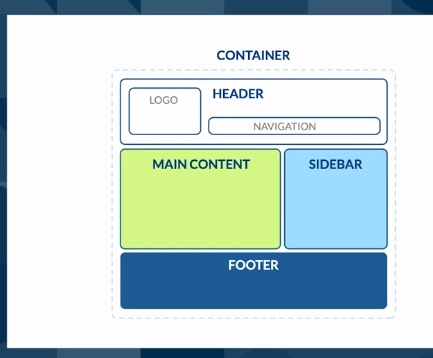 CONTAINER
LOGO
HEADER
NAVIGATION
MAIN CONTENT
SIDEBAR
FOOTER